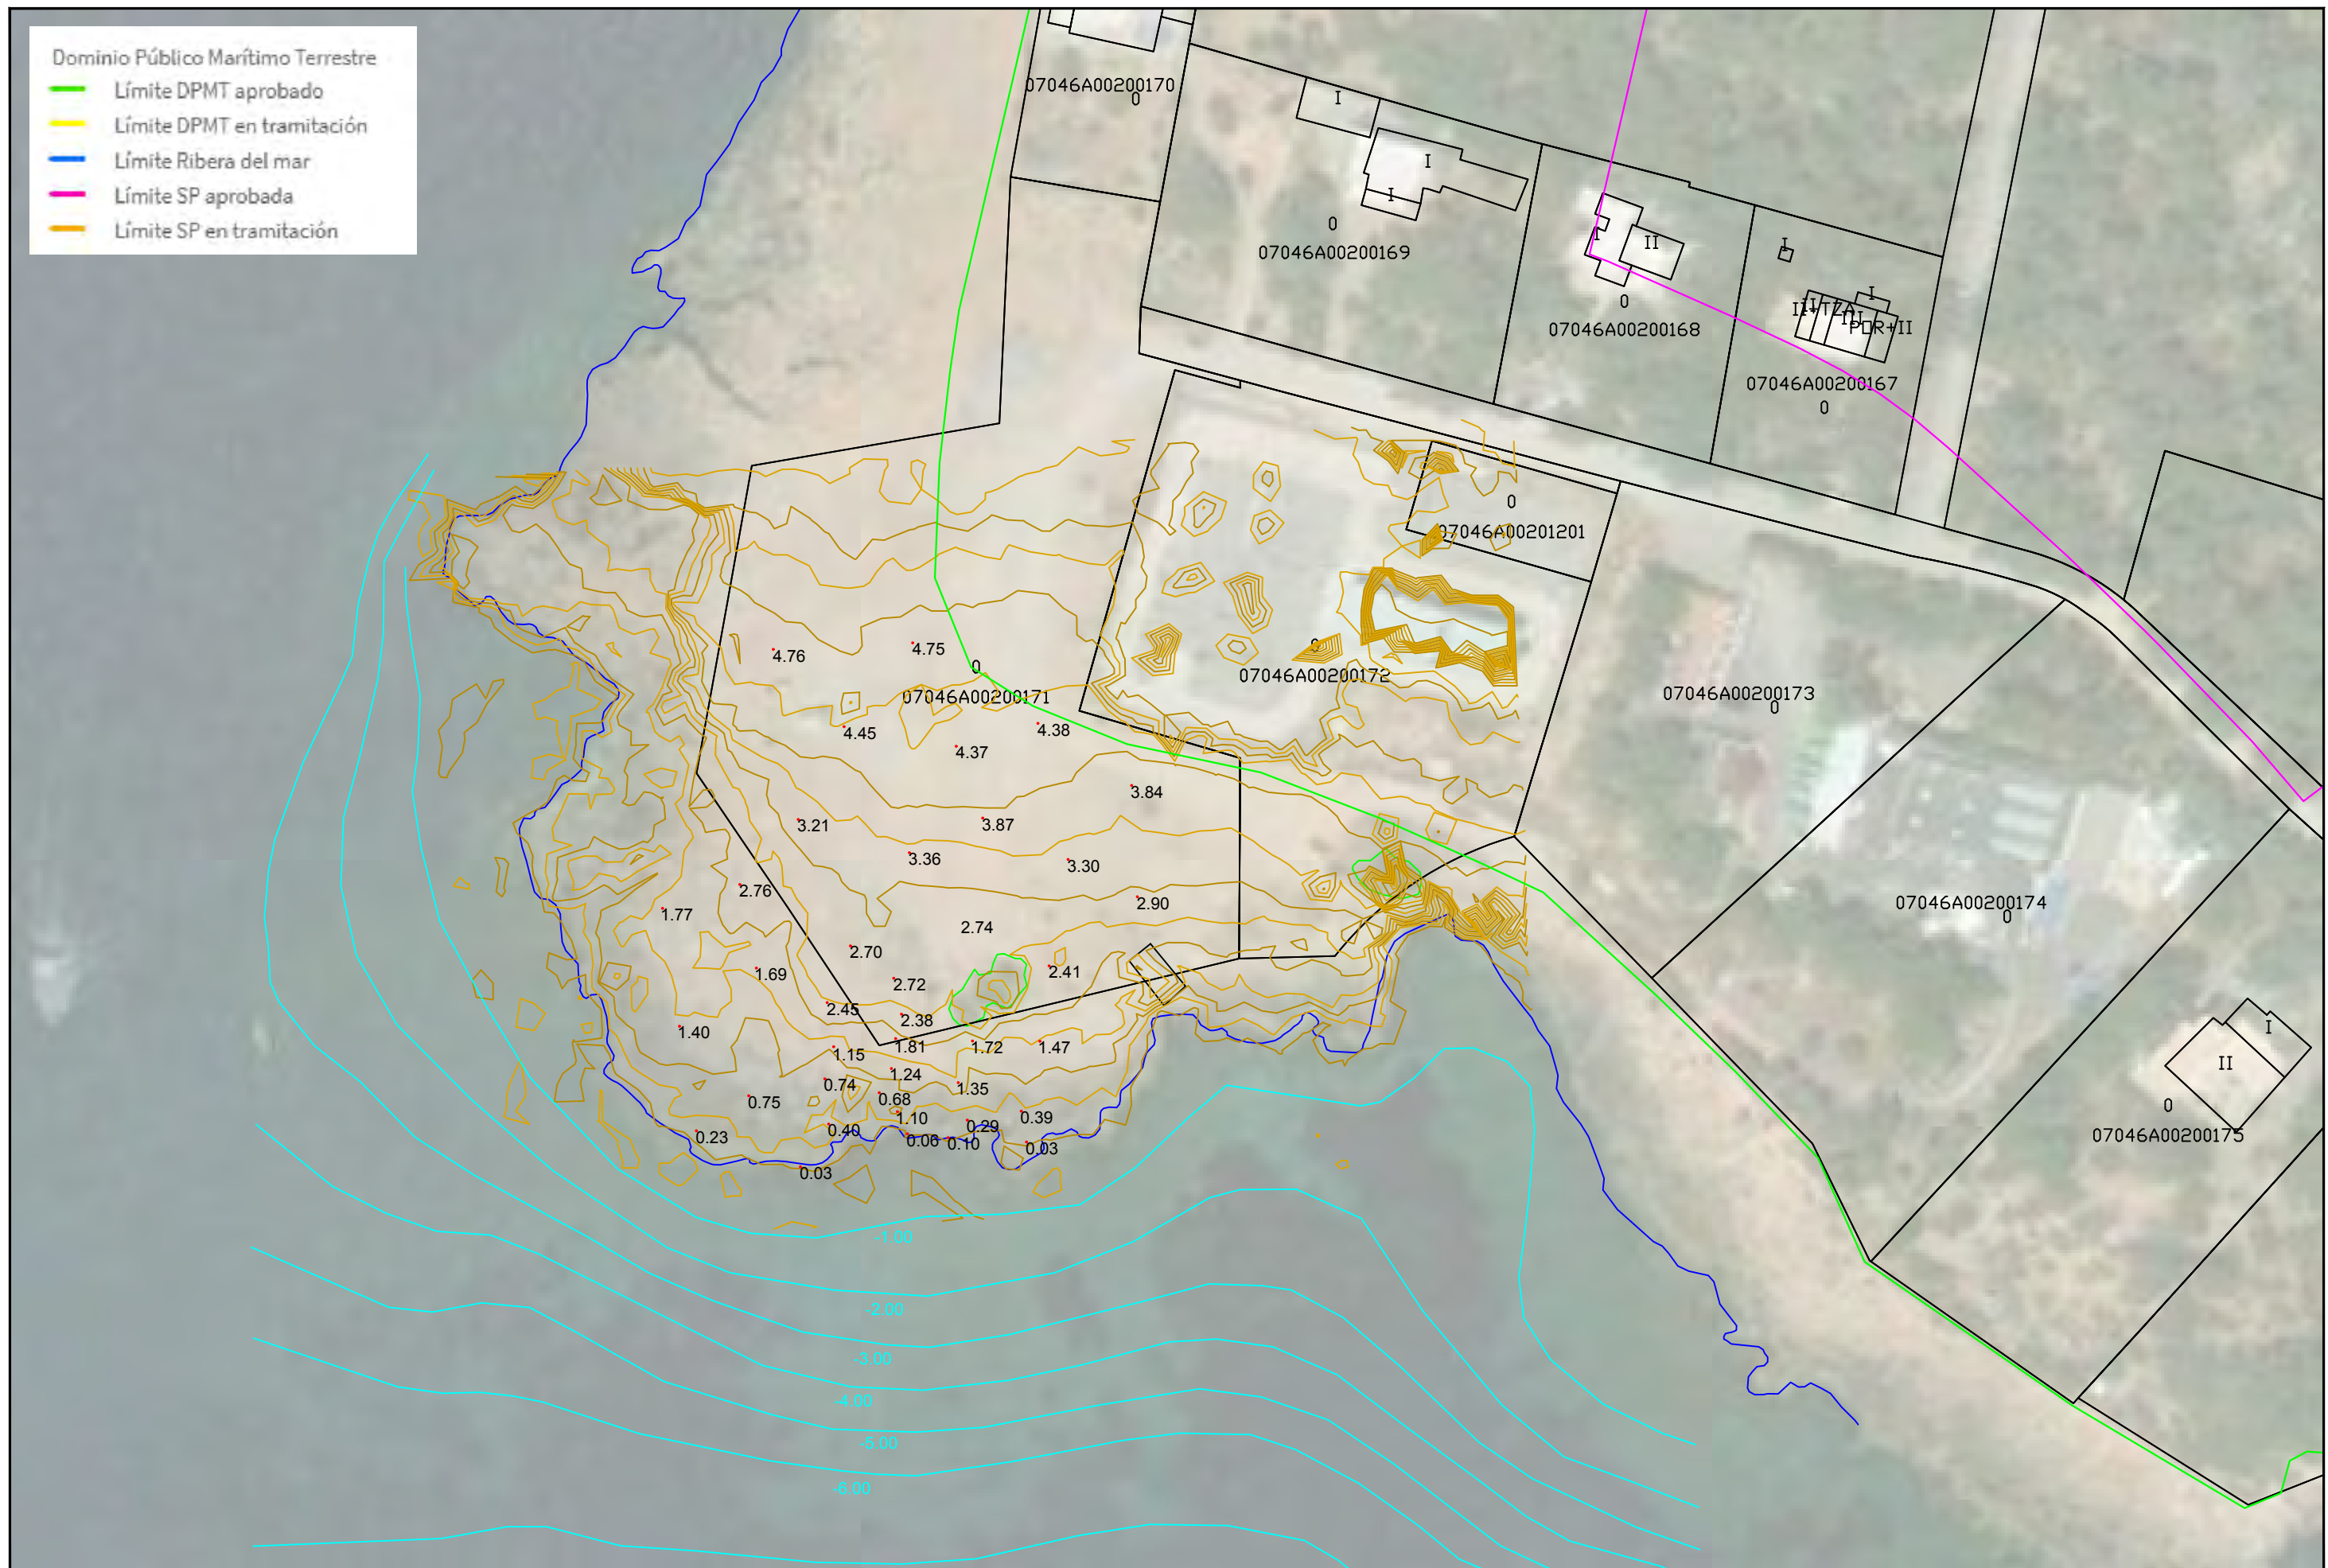 Dominio Público Marítimo Terrestre
Límite DPMT aprobado
Límite DPMT en tramitación
Límite Ribera del mar
Límite SP aprobada
Límite SP en tramitación
07046A00200170
0
I
I
I
0
07046A00200169
I
II
0
07046A00200168
I
I
POR+II
07046A00200167
0
0
07046A00201201
0
07046A00200172
07046A00200173
0
4.76
4.75
0
07046A00200171
4.45
4.37
4.38
3.84
3.21
3.87
3.36
3.30
2.76
2.90
1.77
2.74
07046A00200174
0
2.70
1.69
2.72
2.41
2.45
2.38
1.40
1.81
1.72
1.47
1.15
1.24
0.74
1.35
0.75
0.68
1.10
0.39
0.23
0.40
0.29
0.06
0.10
0.03
0.03
I
II
0
07046A00200175
-1.00
-2.00
-3.00
-4.00
-5.00
-6.00